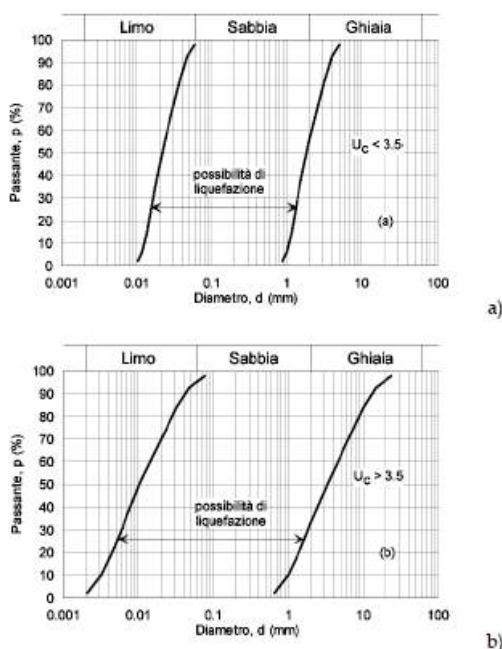 Limo Sabbia Ghiaia
100
90
80
70
60
50
40
30
20
10
0
Passante, p (%)
U_C < 3.5
possibilità di
liquefazione
(a)
0.001 0.01 0.1 1 10 100
Diametro, d (mm)
a)
Limo Sabbia Ghiaia
100
90
80
70
60
50
40
30
20
10
0
Passante, p (%)
U_C > 3.5
possibilità di
liquefazione
(b)
0.001 0.01 0.1 1 10 100
Diametro, d (mm)
b)